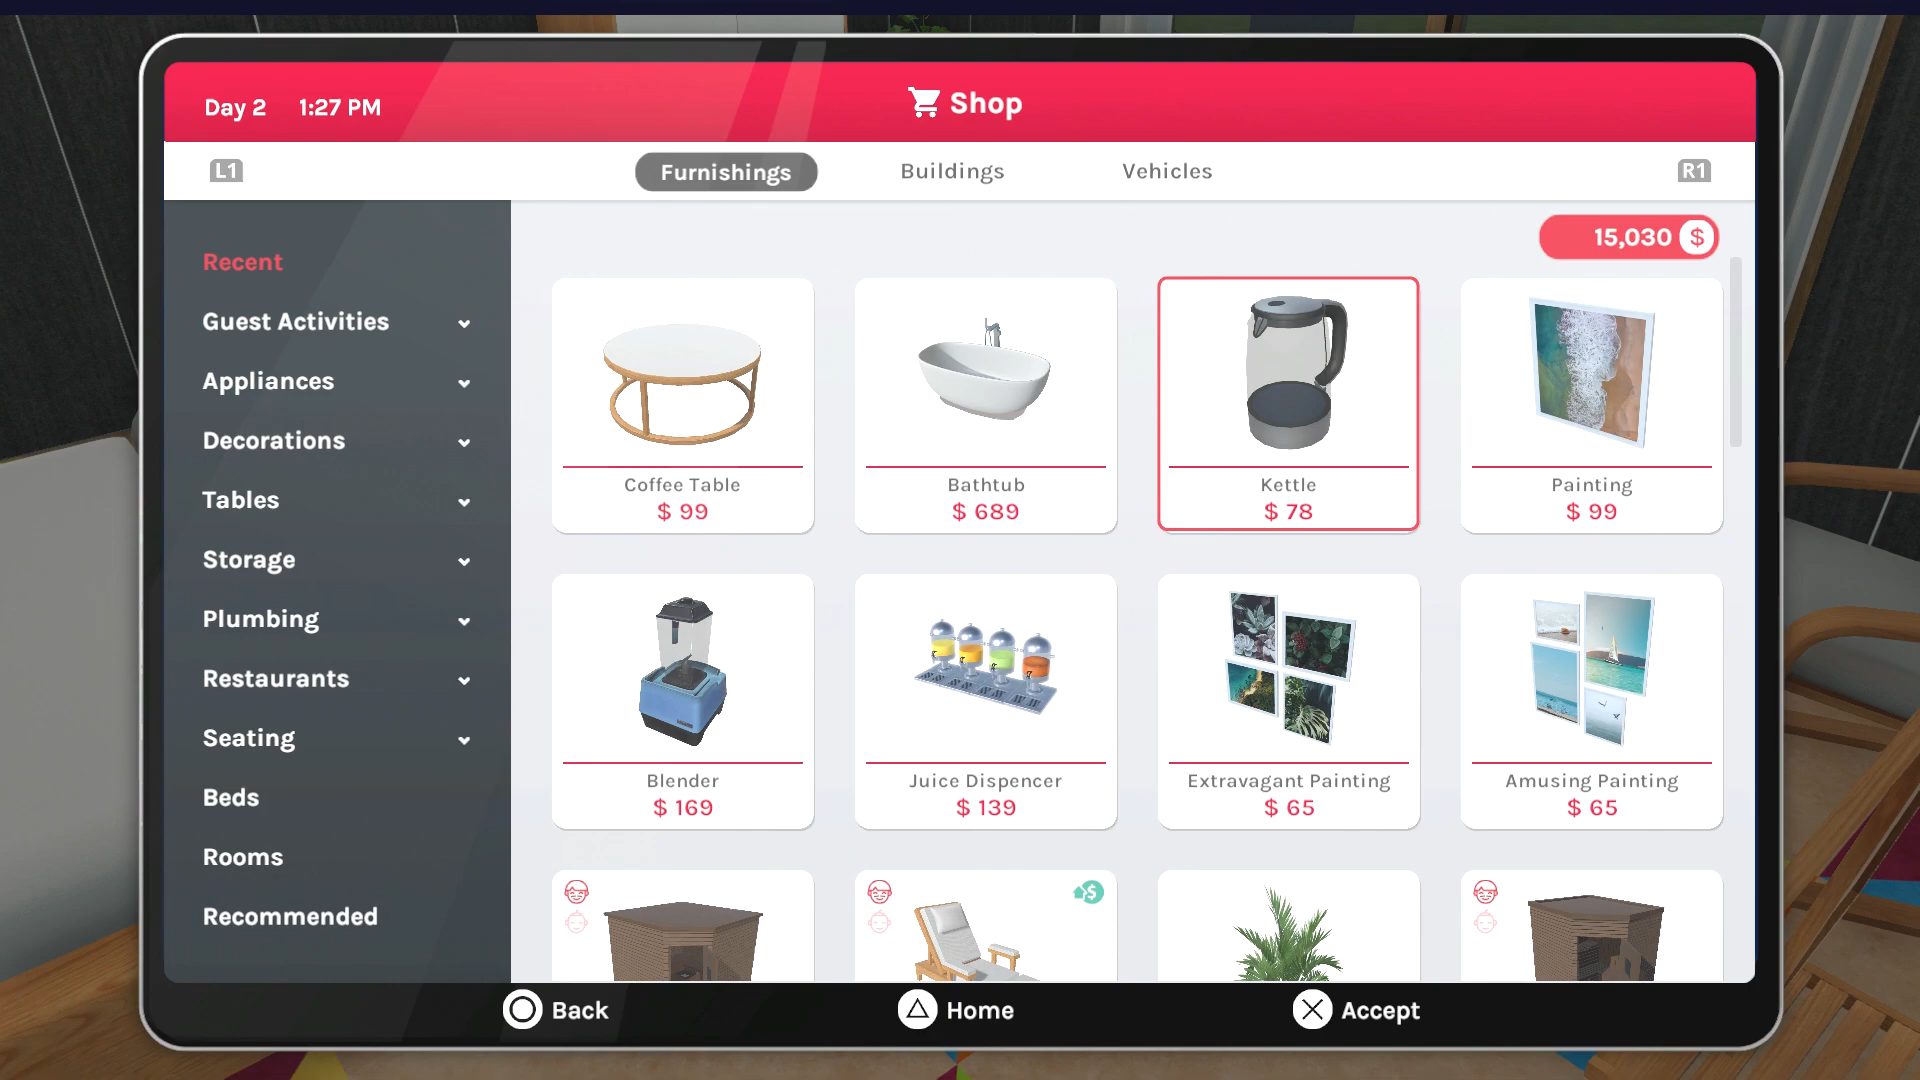 Day 2 1:27 PM
Shop
L1
Furnishings
Buildings
Vehicles
R1
15,030 $
Recent
Guest Activities
Appliances
Decorations
Tables
Storage
Plumbing
Restaurants
Seating
Beds
Rooms
Recommended
Coffee Table
$ 99
Bathtub
$ 689
Kettle
$ 78
Painting
$ 99
Blender
$ 169
Juice Dispencer
$ 139
Extravagant Painting
$ 65
Amusing Painting
$ 65
$
Back
Home
Accept